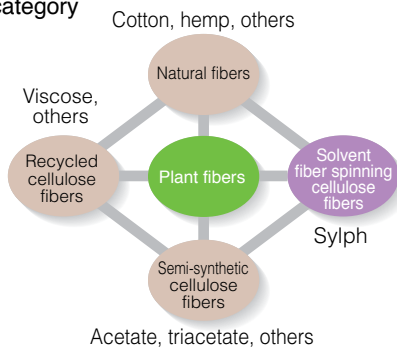 category
Cotton, hemp, others
Natural fibers
Viscose,
others
Recycled
cellulose
fibers
Plant fibers
Solvent
fiber spinning
cellulose
fibers
Sylph
Semi-synthetic
cellulose
fibers
Acetate, triacetate, others